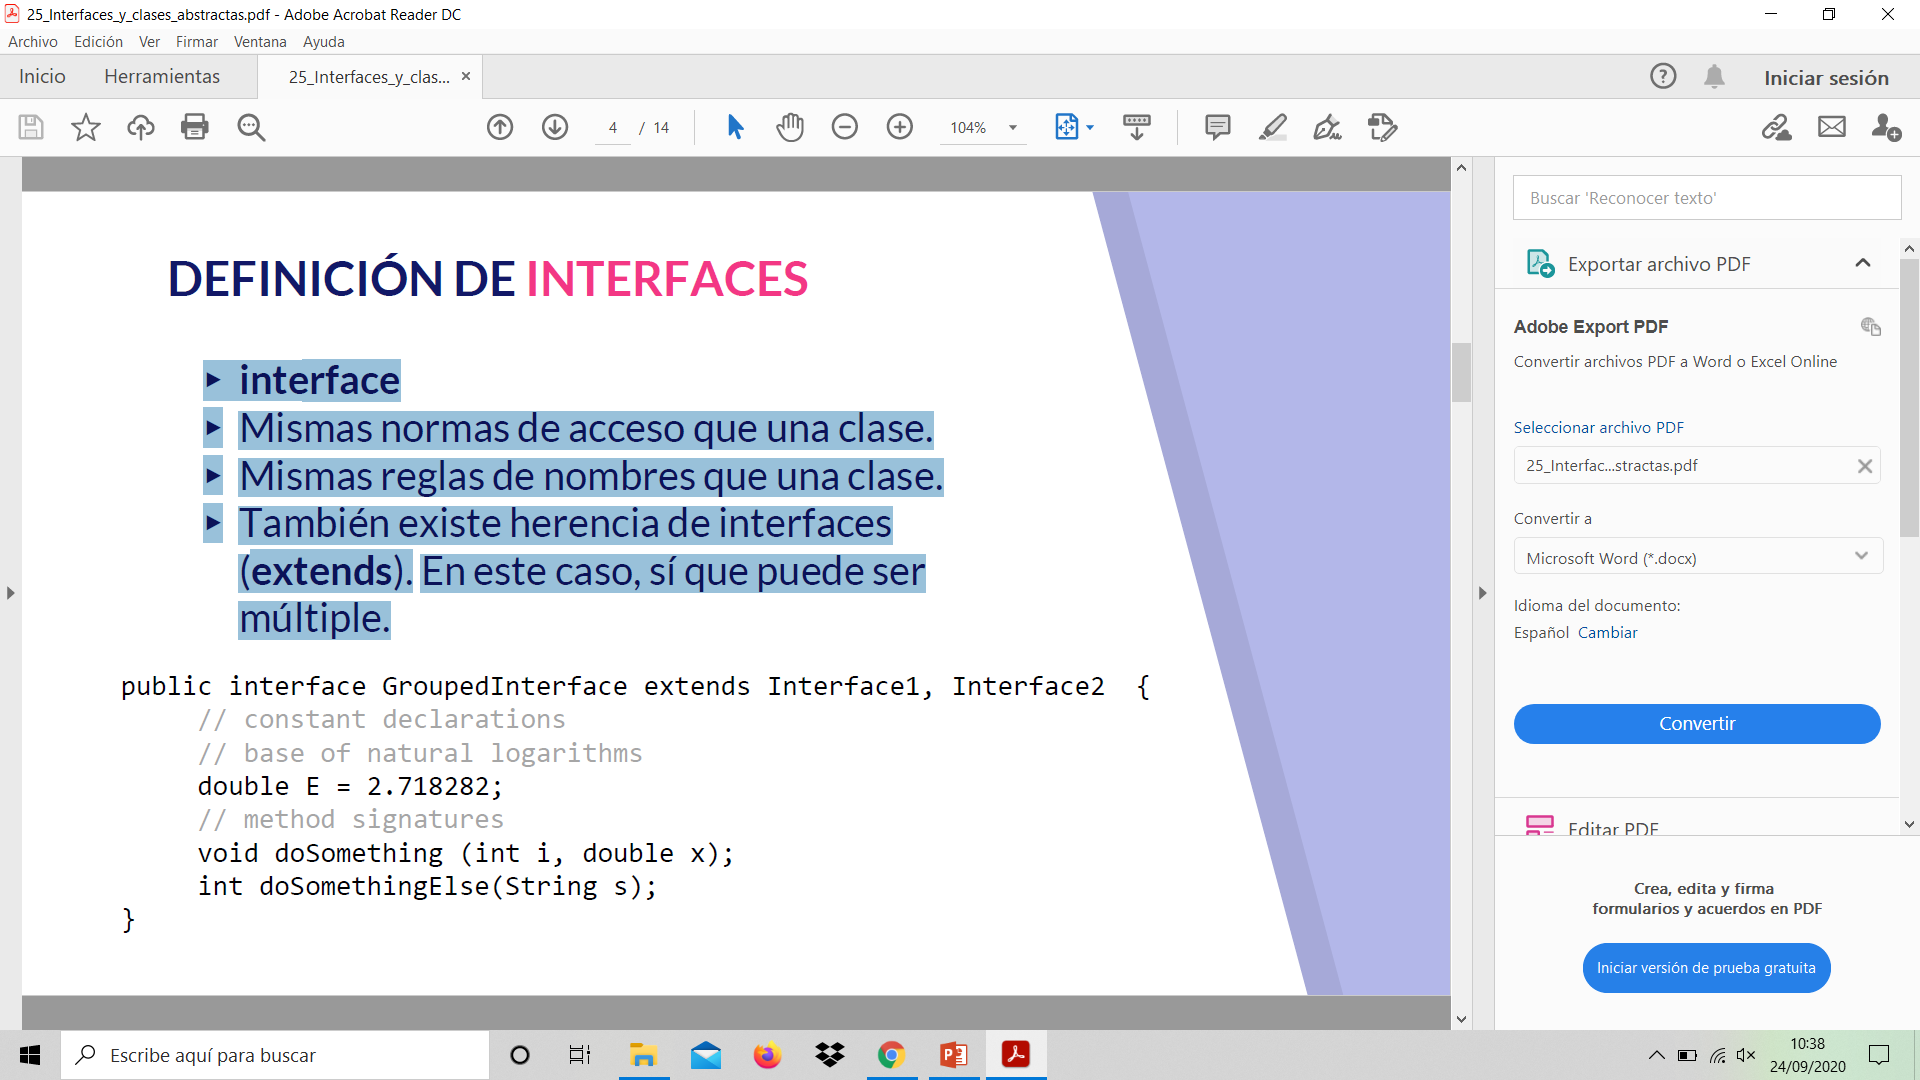 25_Interfaces_y_clases_abstractas.pdf - Adobe Acrobat Reader DC
Archivo Edición Ver Firmar Ventana Ayuda
Inicio Herramientas 25_Interfaces_y_clas... × Iniciar sesión
4 / 14 104%
DEFINICIÓN DE INTERFACES
▸ interface
▸ Mismas normas de acceso que una clase.
▸ Mismas reglas de nombres que una clase.
▸ También existe herencia de interfaces
(extends). En este caso, sí que puede ser
múltiple.
public interface GroupedInterface extends Interface1, Interface2 {
// constant declarations
// base of natural logarithms
double E = 2.718282;
// method signatures
void doSomething (int i, double x);
int doSomethingElse(String s);
}
Buscar 'Reconocer texto'
Exportar archivo PDF
Adobe Export PDF
Convertir archivos PDF a Word o Excel Online
Seleccionar archivo PDF
25_Interfac...stractas.pdf
Convertir a
Microsoft Word (*.docx)
Idioma del documento:
Español Cambiar
Convertir
Editar PDF
Crea, edita y firma
formularios y acuerdos en PDF
Iniciar versión de prueba gratuita
Escribe aquí para buscar
10:38
24/09/2020